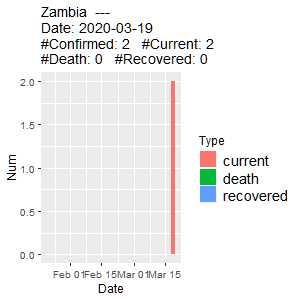 Zambia  ---
Date: 2020-03-19
#Confirmed: 2   #Current: 2
#Death: 0   #Recovered: 0
2.0
1.5
1.0
0.5
0.0
Num
Feb 01 Feb 15 Mar 01 Mar 15
Date
Type
current
death
recovered